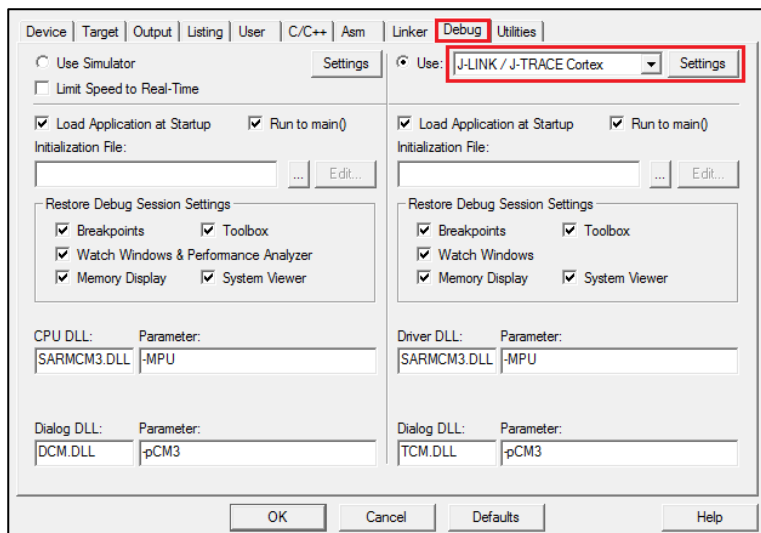 Device Target Output Listing User C/C++ Asm Linker Debug Utilities
Use Simulator Settings
Limit Speed to Real-Time
Load Application at Startup Run to main()
Initialization File:
... Edit...
Restore Debug Session Settings
Breakpoints Toolbox
Watch Windows & Performance Analyzer
Memory Display System Viewer
CPU DLL: Parameter:
SARMCM3.DLL -MPU
Dialog DLL: Parameter:
DCM.DLL -pCM3
Use: J-LINK / J-TRACE Cortex Settings
Load Application at Startup Run to main()
Initialization File:
... Edit...
Restore Debug Session Settings
Breakpoints Toolbox
Watch Windows
Memory Display System Viewer
Driver DLL: Parameter:
SARMCM3.DLL -MPU
Dialog DLL: Parameter:
TCM.DLL -pCM3
OK Cancel Defaults Help